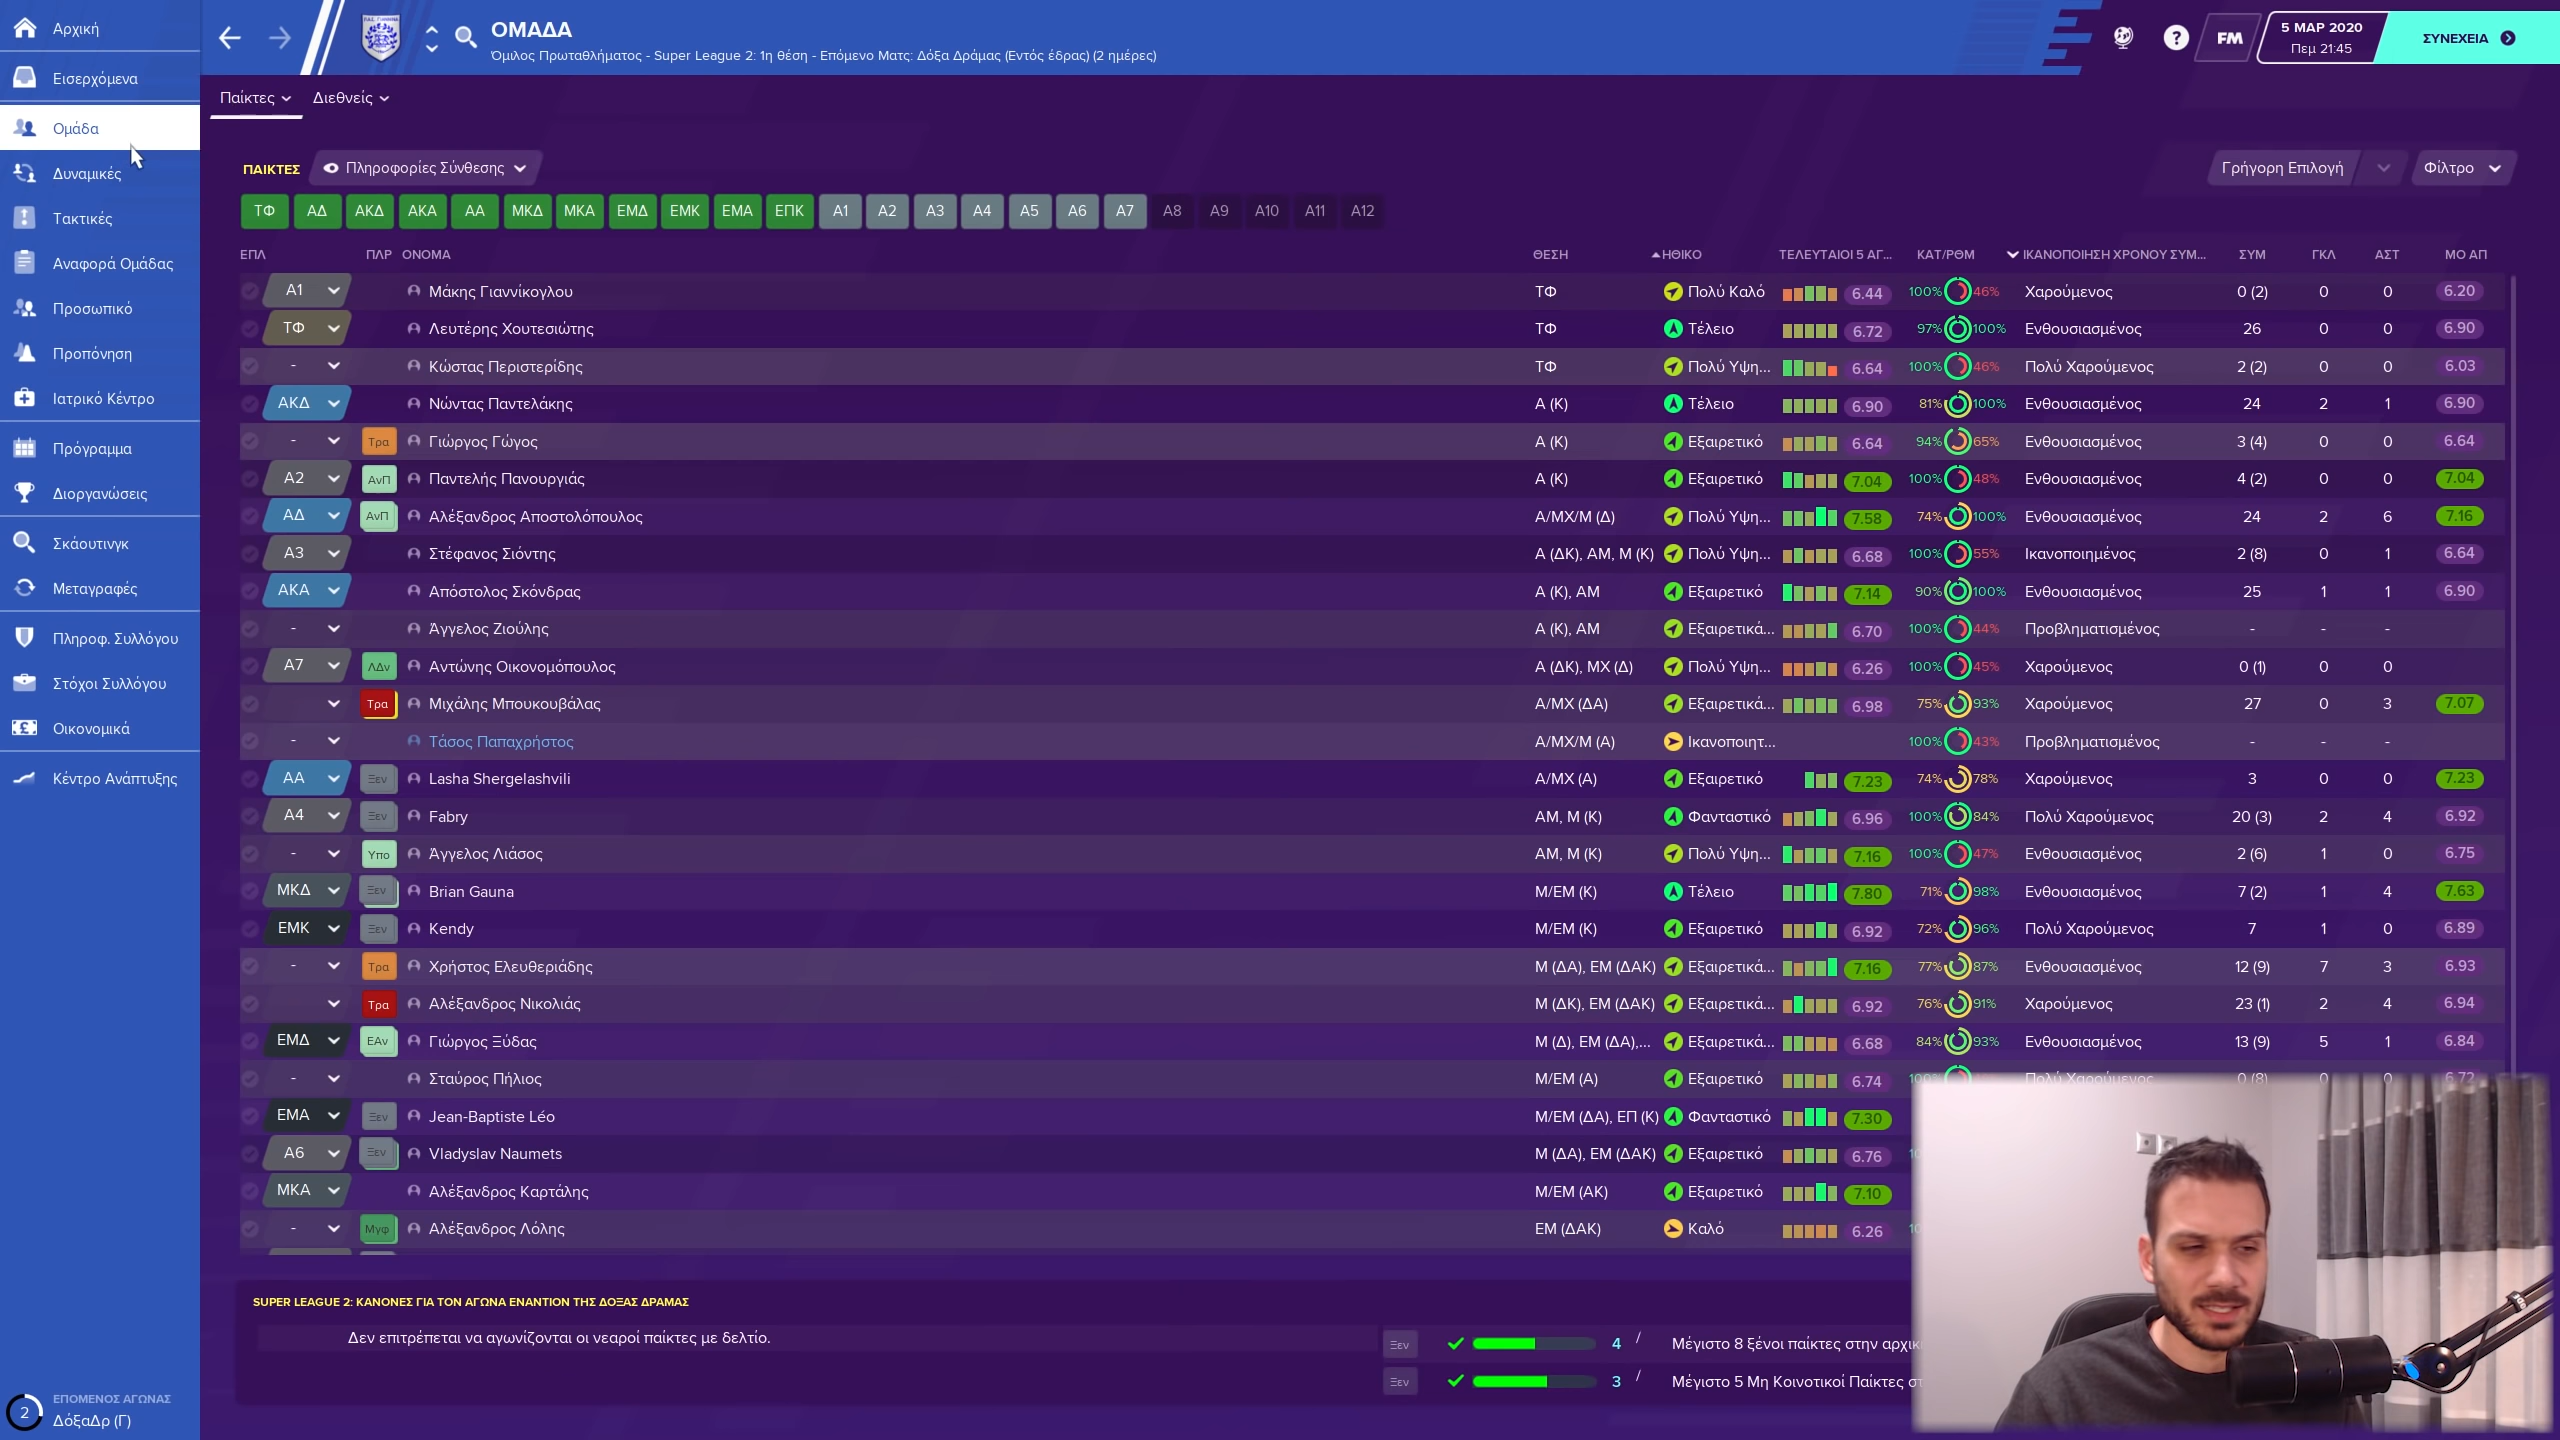 Αρχική
Εισερχόμενα
Ομάδα
Δυναμικές
Τακτικές
Αναφορά Ομάδας
Προσωπικό
Προπόνηση
Ιατρικό Κέντρο
Πρόγραμμα
Διοργανώσεις
Σκάουτινγκ
Μεταγραφές
Πληροφ. Συλλόγου
Στόχοι Συλλόγου
Οικονομικά
Κέντρο Ανάπτυξης
2 ΕΠΟΜΕΝΟΣ ΑΓΩΝΑΣ
ΔόξαΔρ (Γ)
ΟΜΑΔΑ
Όμιλος Πρωταθλήματος - Super League 2: 1η θέση - Επόμενο Ματς: Δόξα Δράμας (Εντός έδρας) (2 ημέρες)
? FM
5 ΜΑΡ 2020
Πεμ 21:45
ΣΥΝΕΧΕΙΑ
Παίκτες Διεθνείς
ΠΑΙΚΤΕΣ Πληροφορίες Σύνθεσης Γρήγορη Επιλογή Φίλτρο
ΤΦ ΑΔ ΑΚΔ ΑΚΑ ΑΑ ΜΚΔ ΜΚΑ ΕΜΔ ΕΜΚ ΕΜΑ ΕΠΚ Α1 Α2 Α3 Α4 Α5 Α6 Α7 Α8 Α9 Α10 Α11 Α12
ΕΠΛ ΠΛΡ ΟΝΟΜΑ ΘΕΣΗ ΗΘΙΚΟ ΤΕΛΕΥΤΑΙΟΙ 5 ΑΓ... ΚΑΤ/ΡΘΜ ΙΚΑΝΟΠΟΙΗΣΗ ΧΡΟΝΟΥ ΣΥΜ... ΣΥΜ ΓΚΛ ΑΣΤ ΜΟ ΑΠ
Α1 Μάκης Γιαννίκογλου ΤΦ Πολύ Καλό 6.44 100% 46% Χαρούμενος 0 (2) 0 0 6.20
ΤΦ Λευτέρης Χουτεσιώτης ΤΦ Τέλειο 6.72 97% 100% Ενθουσιασμένος 26 0 0 6.90
- Κώστας Περιστερίδης ΤΦ Πολύ Υψη... 6.64 100% 46% Πολύ Χαρούμενος 2 (2) 0 0 6.03
ΑΚΔ Νώντας Παντελάκης Α (Κ) Τέλειο 6.90 81% 100% Ενθουσιασμένος 24 2 1 6.90
- Τρα Γιώργος Γώγος Α (Κ) Εξαιρετικό 6.64 94% 65% Ενθουσιασμένος 3 (4) 0 0 6.64
Α2 ΑνΠ Παντελής Πανουργιάς Α (Κ) Εξαιρετικό 7.04 100% 48% Ενθουσιασμένος 4 (2) 0 0 7.04
ΑΔ ΑνΠ Αλέξανδρος Αποστολόπουλος Α/ΜΧ/Μ (Δ) Πολύ Υψη... 7.58 74% 100% Ενθουσιασμένος 24 2 6 7.16
Α3 Στέφανος Σιόντης Α (ΔΚ), ΑΜ, Μ (Κ) Πολύ Υψη... 6.68 100% 55% Ικανοποιημένος 2 (8) 0 1 6.64
ΑΚΑ Απόστολος Σκόνδρας Α (Κ), ΑΜ Εξαιρετικό 7.14 90% 100% Ενθουσιασμένος 25 1 1 6.90
- Άγγελος Ζιούλης Α (Κ), ΑΜ Εξαιρετικά... 6.70 100% 44% Προβληματισμένος - - -
Α7 ΛΔν Αντώνης Οικονομόπουλος Α (ΔΚ), ΜΧ (Δ) Πολύ Υψη... 6.26 100% 45% Χαρούμενος 0 (1) 0 0
Τρα Μιχάλης Μπουκουβάλας Α/ΜΧ (ΔΑ) Εξαιρετικά... 6.98 75% 93% Χαρούμενος 27 0 3 7.07
- Τάσος Παπαχρήστος Α/ΜΧ/Μ (Α) Ικανοποιητ... 100% 43% Προβληματισμένος - - -
ΑΑ Ξεν Lasha Shergelashvili Α/ΜΧ (Α) Εξαιρετικό 7.23 74% 78% Χαρούμενος 3 0 0 7.23
Α4 Ξεν Fabry ΑΜ, Μ (Κ) Φανταστικό 6.96 100% 84% Πολύ Χαρούμενος 20 (3) 2 4 6.92
- Υπο Άγγελος Λιάσος ΑΜ, Μ (Κ) Πολύ Υψη... 7.16 100% 47% Ενθουσιασμένος 2 (6) 1 0 6.75
ΜΚΔ Ξεν Brian Gauna Μ/ΕΜ (Κ) Τέλειο 7.80 71% 98% Ενθουσιασμένος 7 (2) 1 4 7.63
ΕΜΚ Ξεν Kendy Μ/ΕΜ (Κ) Εξαιρετικό 6.92 72% 96% Πολύ Χαρούμενος 7 1 0 6.89
- Τρα Χρήστος Ελευθεριάδης Μ (ΔΑ), ΕΜ (ΔΑΚ) Εξαιρετικά... 7.16 77% 87% Ενθουσιασμένος 12 (9) 7 3 6.93
Τρα Αλέξανδρος Νικολιάς Μ (ΔΚ), ΕΜ (ΔΑΚ) Εξαιρετικά... 6.92 76% 91% Χαρούμενος 23 (1) 2 4 6.94
ΕΜΔ ΕΑν Γιώργος Ξύδας Μ (Δ), ΕΜ (ΔΑ),... Εξαιρετικά... 6.68 84% 93% Ενθουσιασμένος 13 (9) 5 1 6.84
- Σταύρος Πήλιος Μ/ΕΜ (Α) Εξαιρετικό 6.74 100% Πολύ Χαρούμενος 0 (8) 0 0 6.72
ΕΜΑ Ξεν Jean-Baptiste Léo Μ/ΕΜ (ΔΑ), ΕΠ (Κ) Φανταστικό 7.30
Α6 Ξεν Vladyslav Naumets Μ (ΔΑ), ΕΜ (ΔΑΚ) Εξαιρετικό 6.76
ΜΚΑ Αλέξανδρος Καρτάλης Μ/ΕΜ (ΑΚ) Εξαιρετικό 7.10
- Μγφ Αλέξανδρος Λόλης ΕΜ (ΔΑΚ) Καλό 6.26
SUPER LEAGUE 2: ΚΑΝΟΝΕΣ ΓΙΑ ΤΟΝ ΑΓΩΝΑ ΕΝΑΝΤΙΟΝ ΤΗΣ ΔΟΞΑΣ ΔΡΑΜΑΣ
Δεν επιτρέπεται να αγωνίζονται οι νεαροί παίκτες με δελτίο.
Ξεν 4 / Μέγιστο 8 ξένοι παίκτες στην αρχικ
Ξεν 3 / Μέγιστο 5 Μη Κοινοτικοί Παίκτες στ